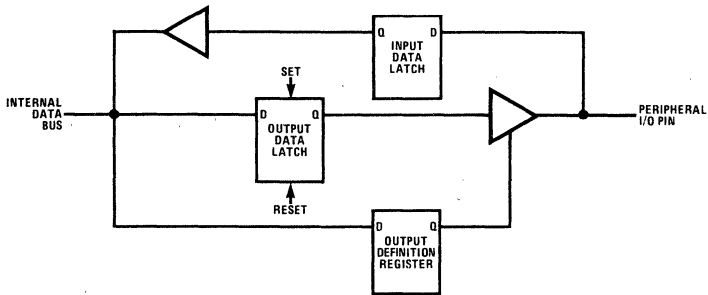 Q
INPUT
DATA
LATCH
D
SET
INTERNAL
DATA
BUS
D
Q
OUTPUT
DATA
LATCH
PERIPHERAL
I/O PIN
RESET
D
Q
OUTPUT
DEFINITION
REGISTER